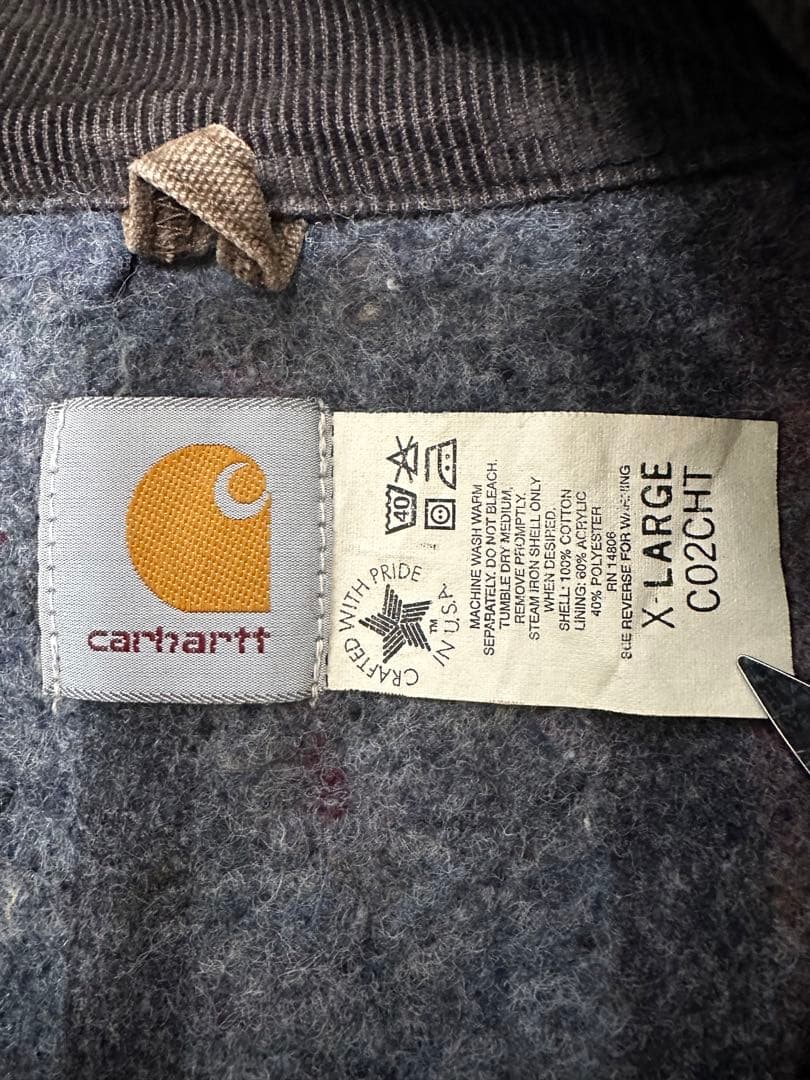 carhartt
40
CRAFTED WITH PRIDE
IN U.S.A.
TM
MACHINE WASH WARM
SEPARATELY. DO NOT BLEACH.
TUMBLE DRY MEDIUM,
REMOVE PROMPTLY.
STEAM IRON SHELL ONLY
WHEN DESIRED.
SHELL: 100% COTTON
LINING: 60% ACRYLIC
40% POLYESTER
RN 14806
SEE REVERSE FOR WARNING
X-LARGE
C02CHT